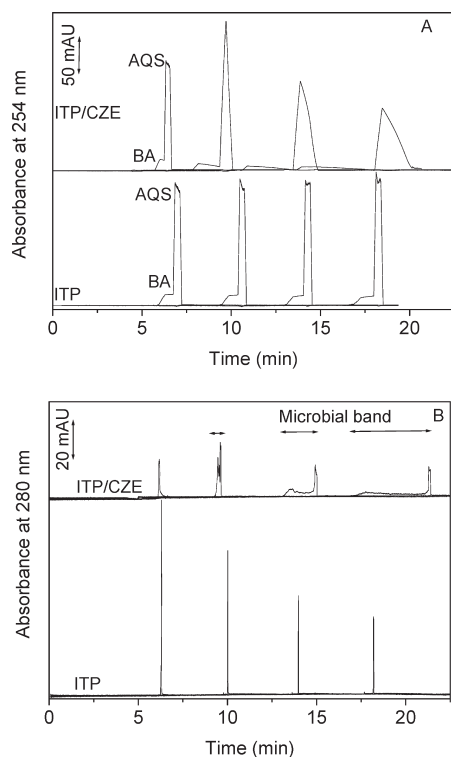 A
50 mAU
AQS
ITP/CZE
BA
AQS
BA
ITP
Absorbance at 254 nm
0 5 10 15 20
Time (min)
B
20 mAU
Microbial band
ITP/CZE
ITP
Absorbance at 280 nm
0 5 10 15 20
Time (min)